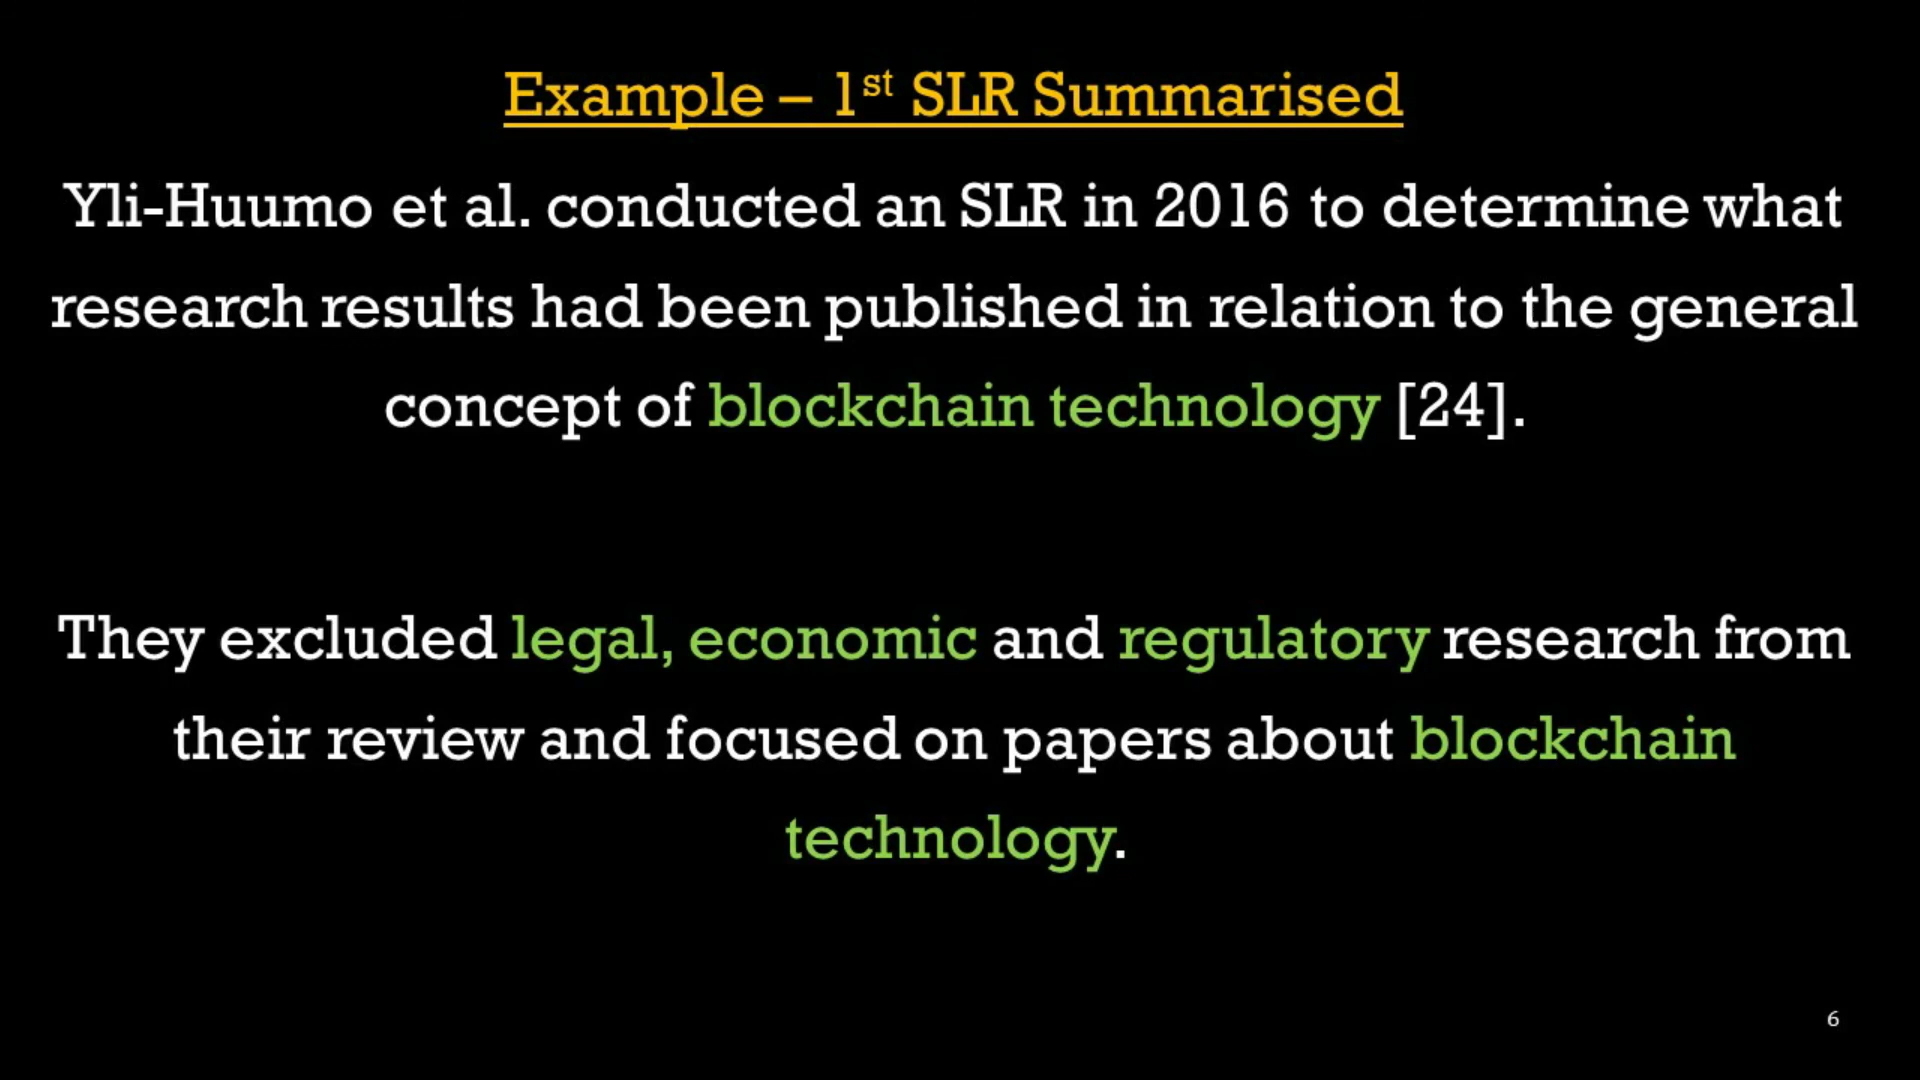 Example – 1st SLR Summarised
Yli-Huumo et al. conducted an SLR in 2016 to determine what
research results had been published in relation to the general
concept of blockchain technology [24].
They excluded legal, economic and regulatory research from
their review and focused on papers about blockchain
technology.
6